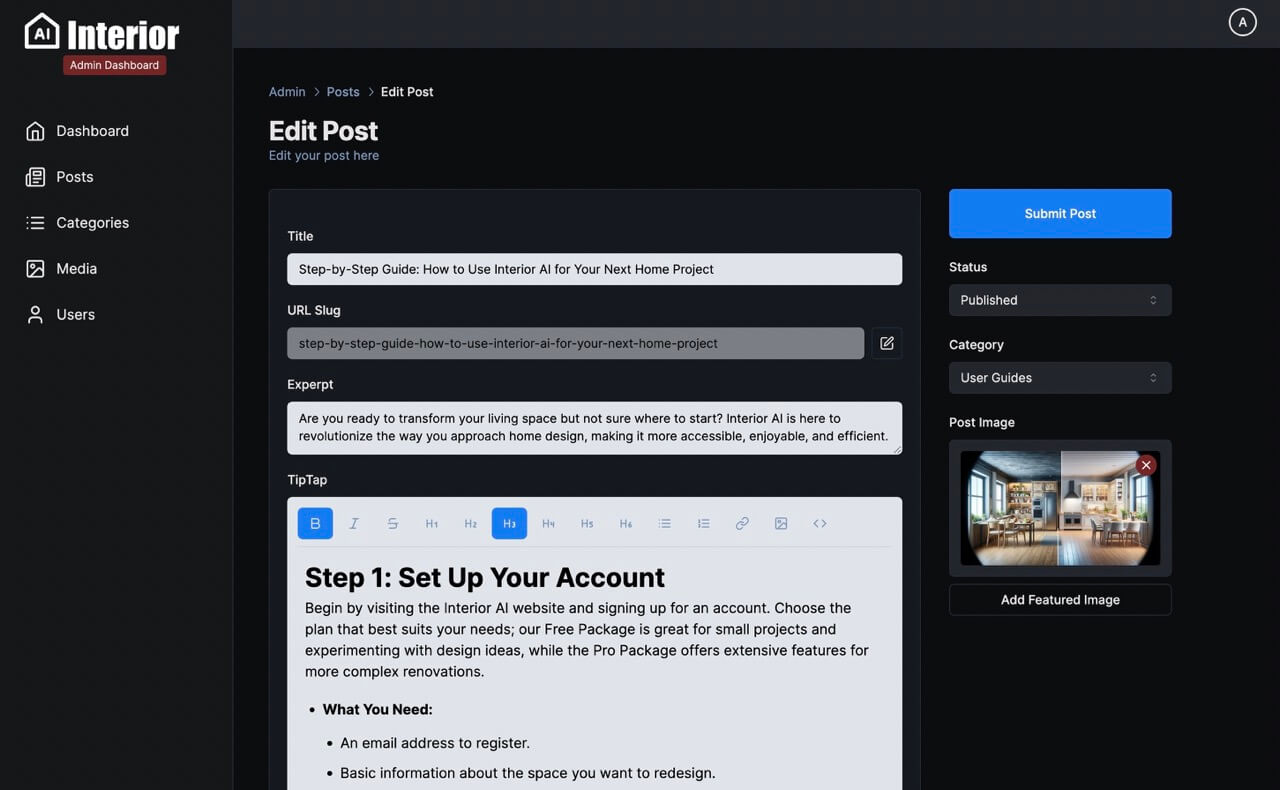 AI Interior
Admin Dashboard
Dashboard
Posts
Categories
Media
Users
A
Admin > Posts > Edit Post
Edit Post
Edit your post here
Title
Step-by-Step Guide: How to Use Interior AI for Your Next Home Project
URL Slug
step-by-step-guide-how-to-use-interior-ai-for-your-next-home-project
Experpt
Are you ready to transform your living space but not sure where to start? Interior AI is here to
revolutionize the way you approach home design, making it more accessible, enjoyable, and efficient.
TipTap
B I S H1 H2 H3 H4 H5 H6
Step 1: Set Up Your Account
Begin by visiting the Interior AI website and signing up for an account. Choose the
plan that best suits your needs; our Free Package is great for small projects and
experimenting with design ideas, while the Pro Package offers extensive features for
more complex renovations.
• What You Need:
• An email address to register.
• Basic information about the space you want to redesign.
Submit Post
Status
Published
Category
User Guides
Post Image
Add Featured Image